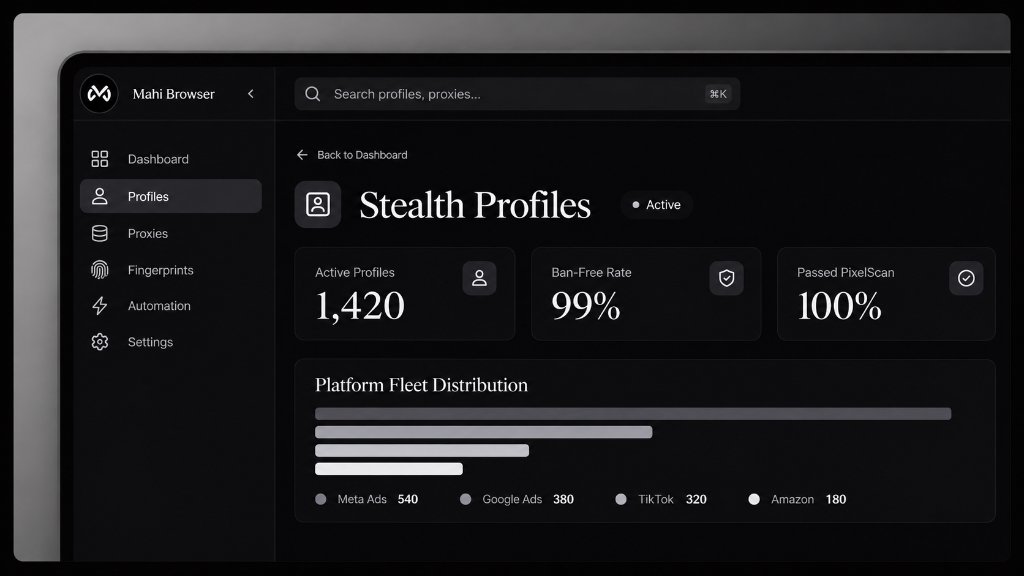 Mahi Browser
Search profiles, proxies...
⌘K
Dashboard
Profiles
Proxies
Fingerprints
Automation
Settings
Back to Dashboard
Stealth Profiles
Active
Active Profiles
1,420
Ban-Free Rate
99%
Passed PixelScan
100%
Platform Fleet Distribution
Meta Ads 540
Google Ads 380
TikTok 320
Amazon 180